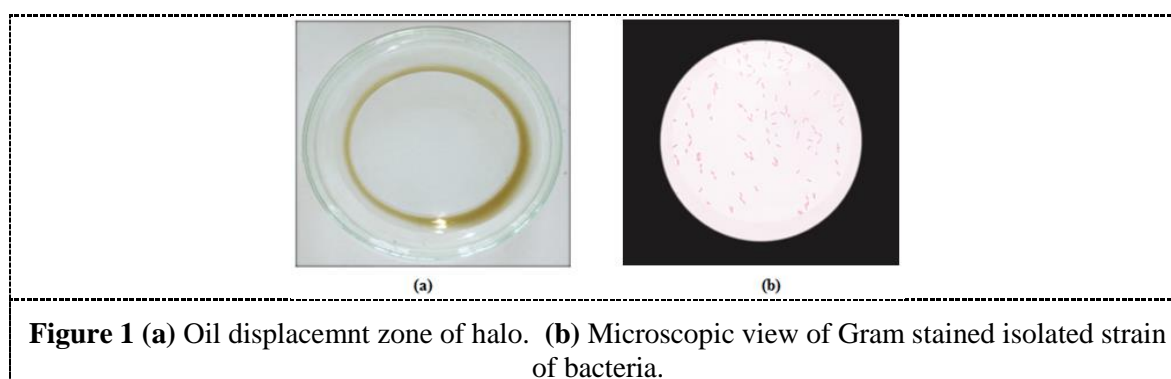 (a) (b)
Figure 1 (a) Oil displacemnt zone of halo. (b) Microscopic view of Gram stained isolated strain
of bacteria.